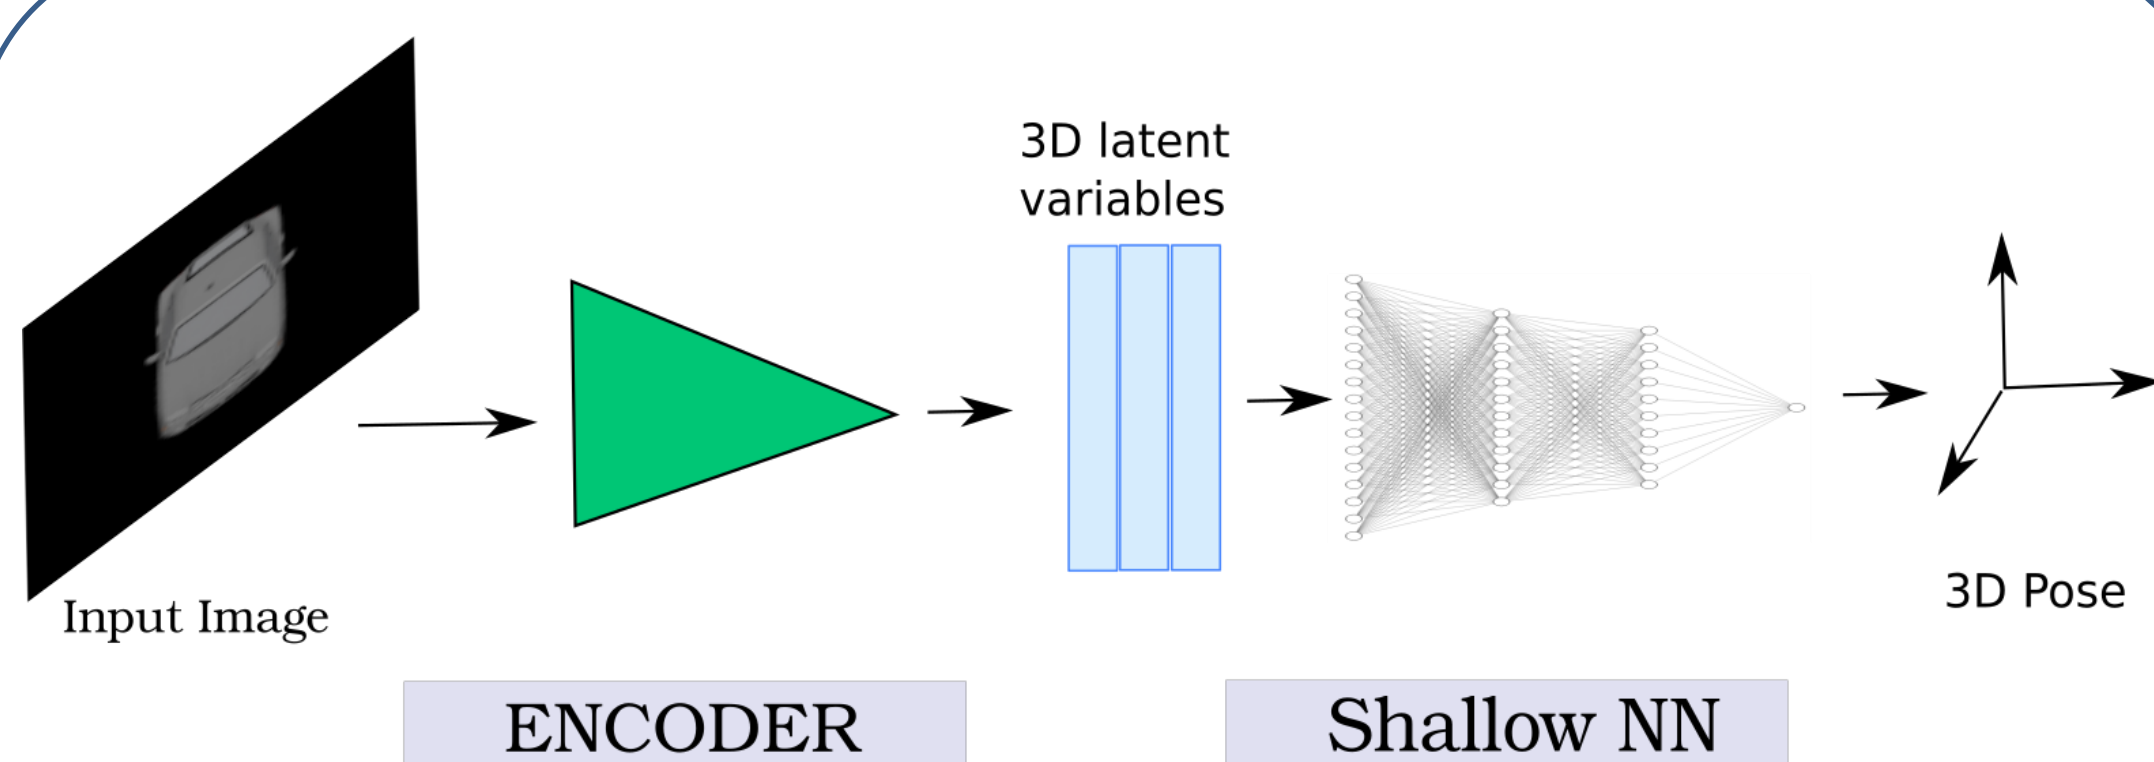 3D latent
variables
Input Image
3D Pose
ENCODER
Shallow NN